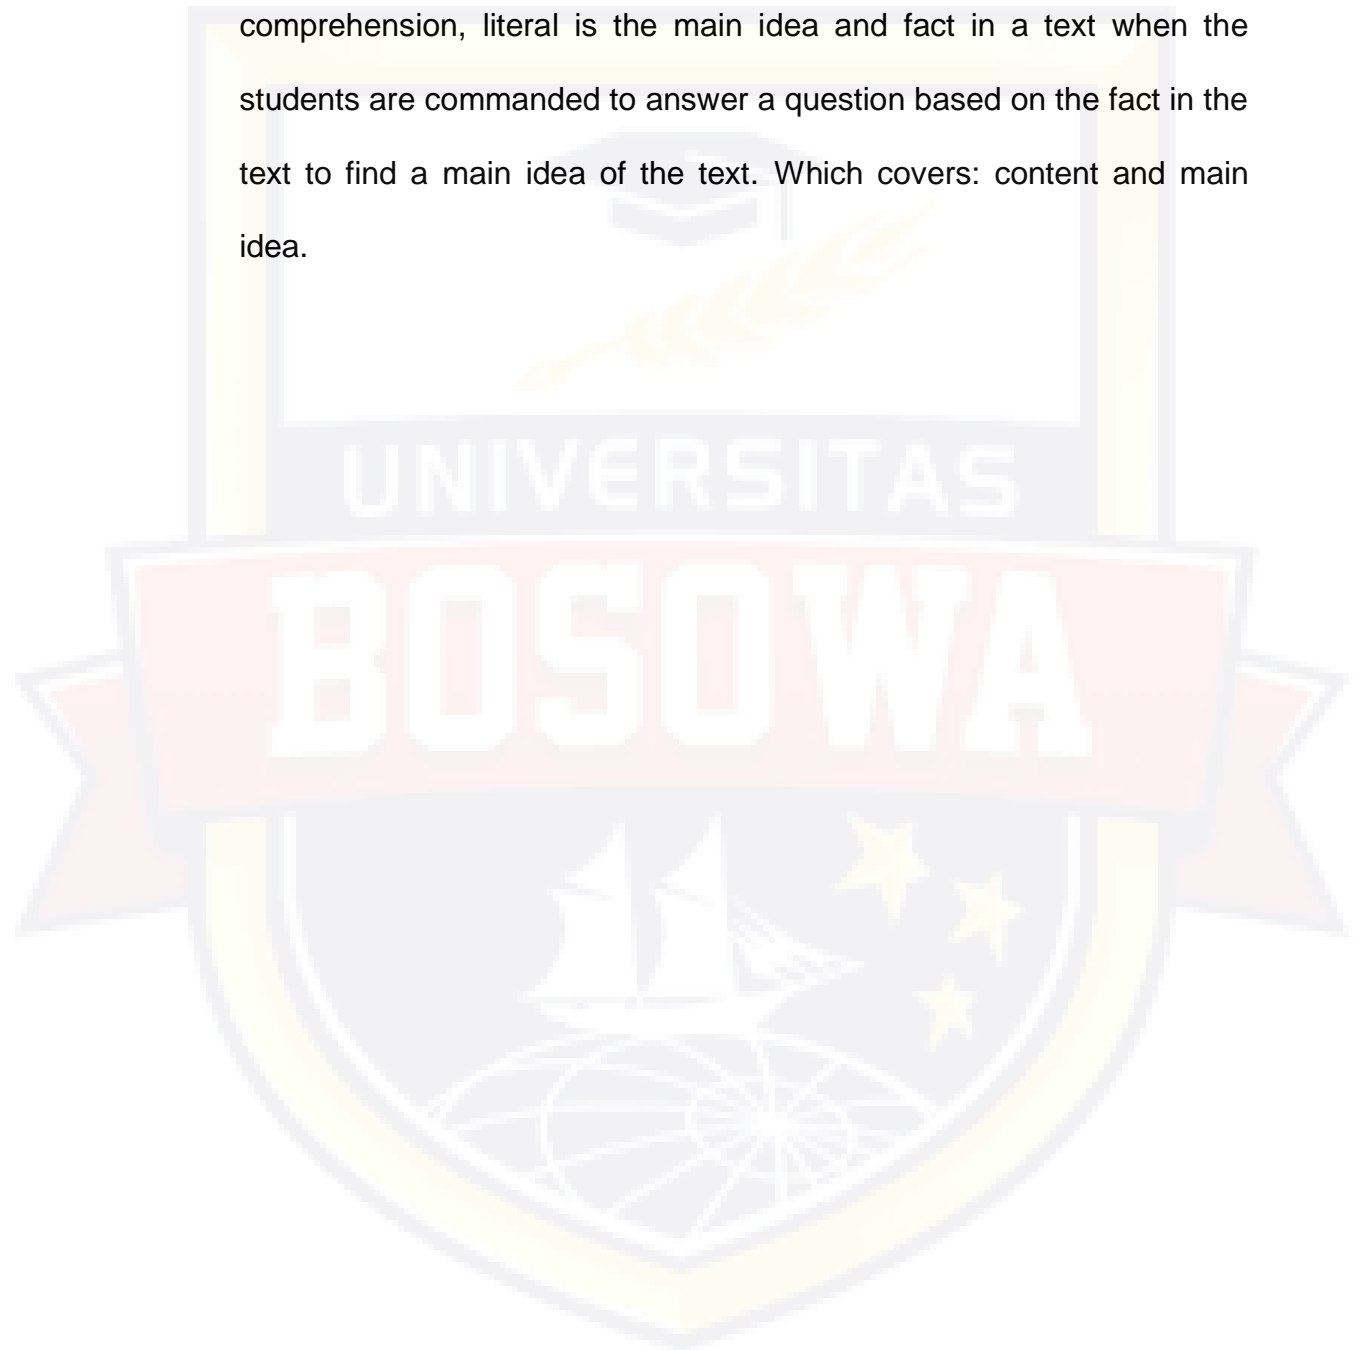 comprehension, literal is the main idea and fact in a text when the
students are commanded to answer a question based on the fact in the
text to find a main idea of the text. Which covers: content and main
idea.
UNIVERSITAS
BOSOWA